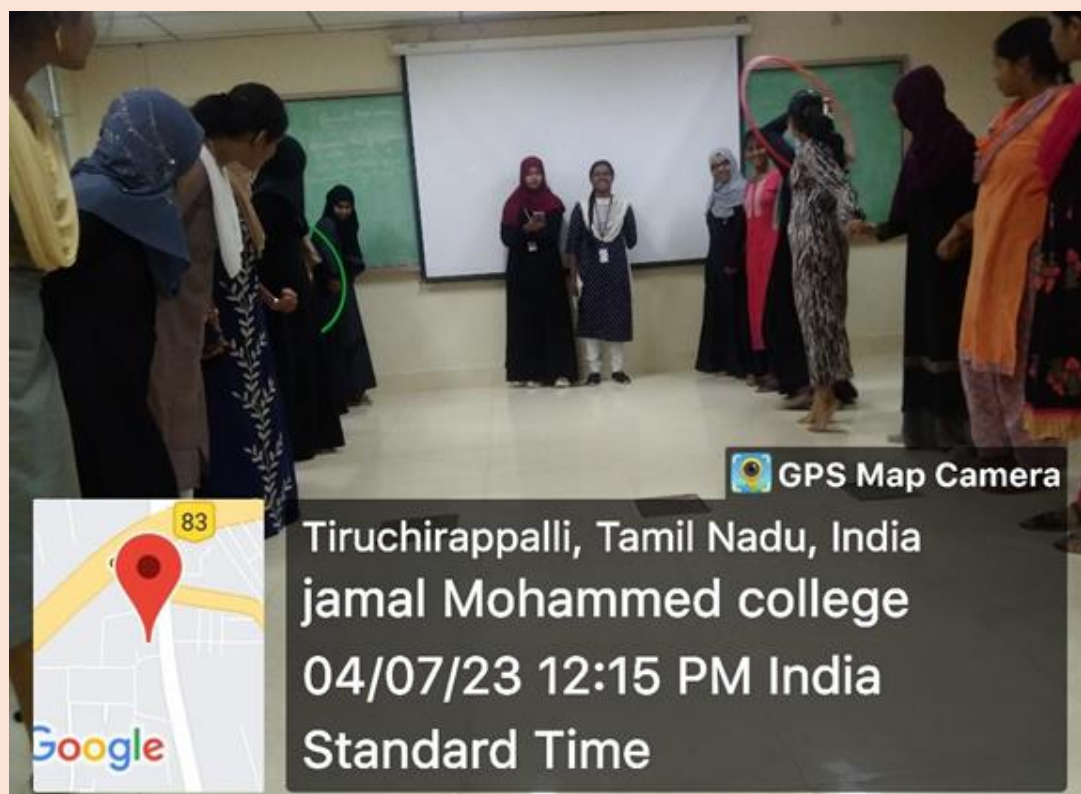 GPS Map Camera
83
Tiruchirappalli, Tamil Nadu, India
jamal Mohammed college
04/07/23 12:15 PM India
Standard Time
Google